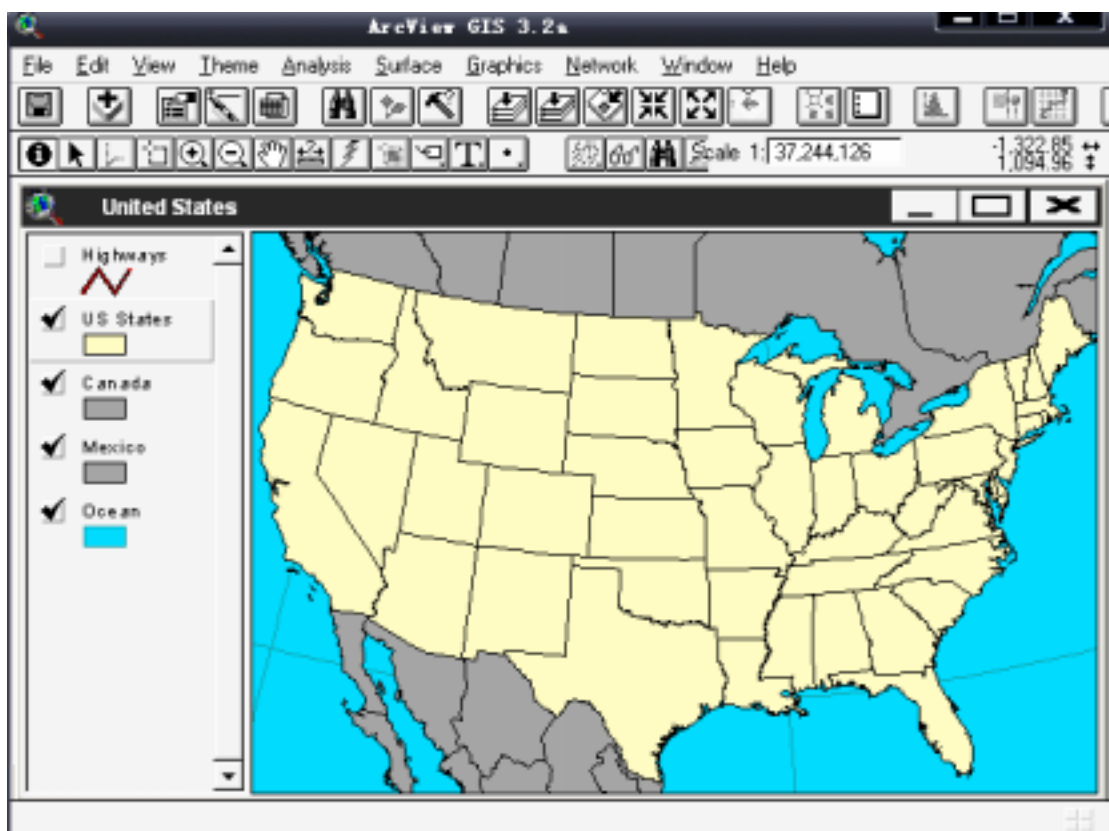 ArcView GIS 3.2a
File Edit View Theme Analysis Surface Graphics Network Window Help
Scale 1: 37,244,126
-1,322.85
1,094.96
United States
Highways
US States
Canada
Mexico
Ocean